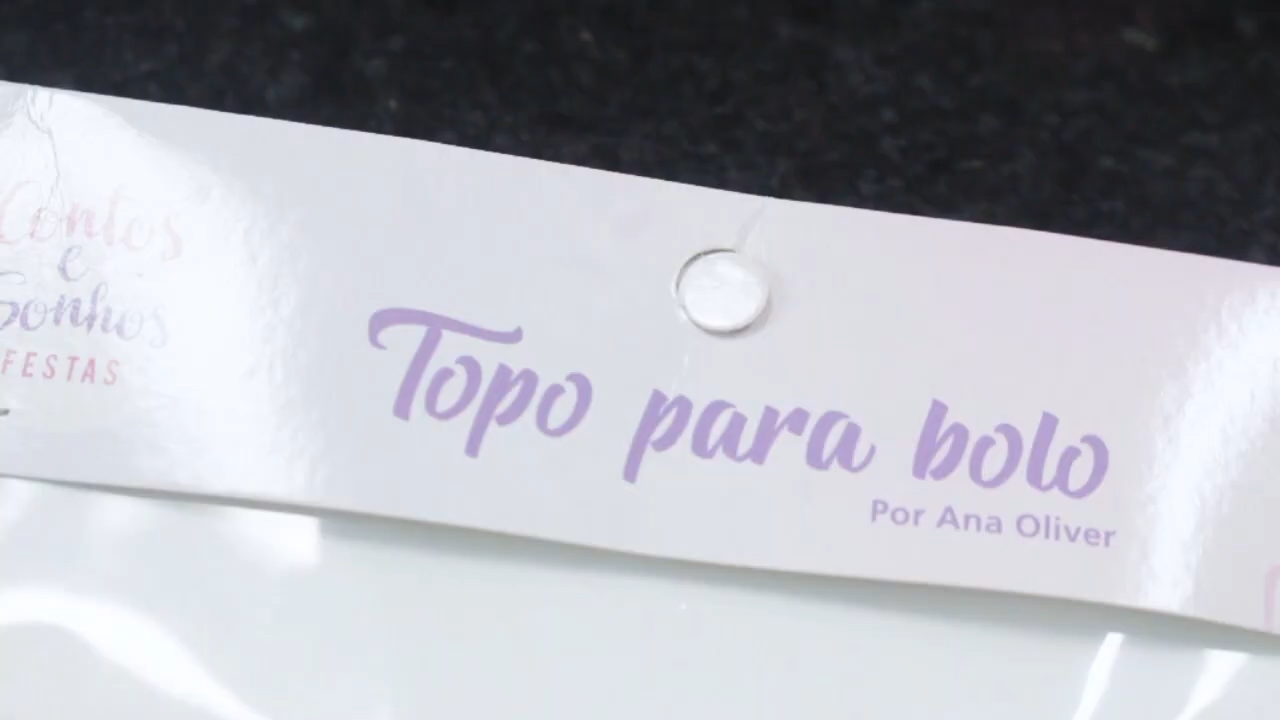 Contos
e
Sonhos
FESTAS
Topo para bolo
Por Ana Oliver